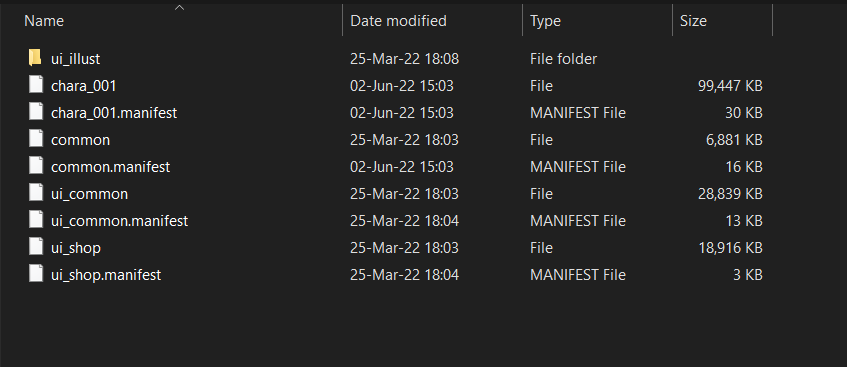 Name Date modified Type Size
ui_illust 25-Mar-22 18:08 File folder
chara_001 02-Jun-22 15:03 File 99,447 KB
chara_001.manifest 02-Jun-22 15:03 MANIFEST File 30 KB
common 25-Mar-22 18:03 File 6,881 KB
common.manifest 02-Jun-22 15:03 MANIFEST File 16 KB
ui_common 25-Mar-22 18:03 File 28,839 KB
ui_common.manifest 25-Mar-22 18:04 MANIFEST File 13 KB
ui_shop 25-Mar-22 18:03 File 18,916 KB
ui_shop.manifest 25-Mar-22 18:04 MANIFEST File 3 KB